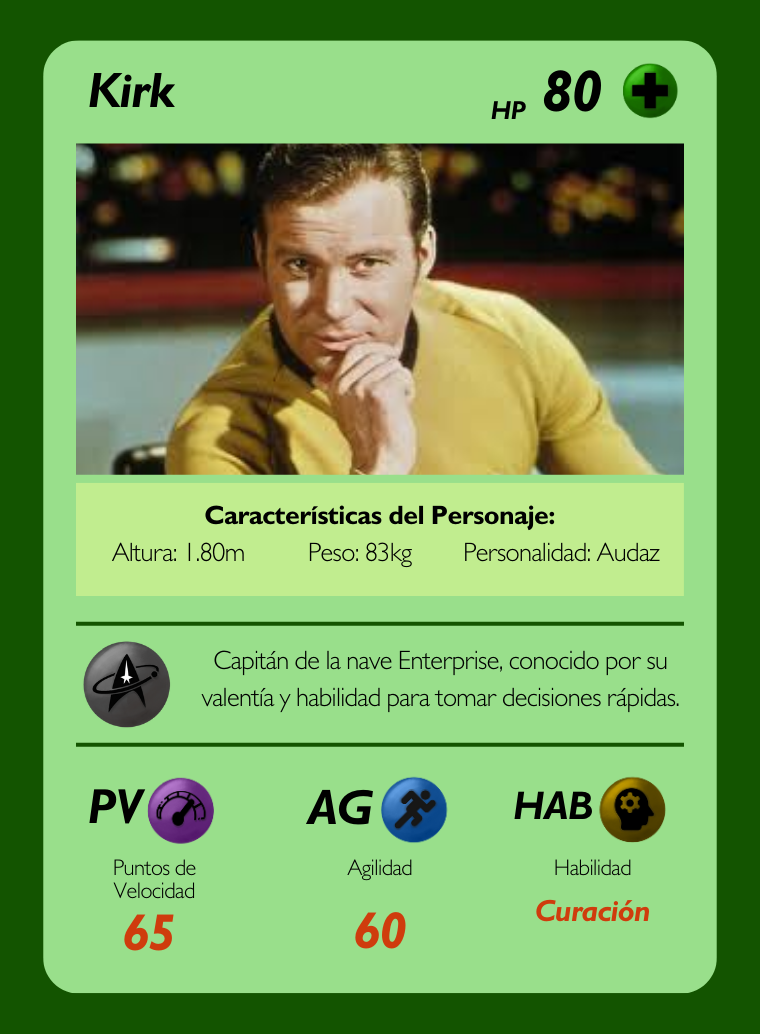 Kirk
HP 80
Características del Personaje:
Altura: 1.80m Peso: 83kg Personalidad: Audaz
Capitán de la nave Enterprise, conocido por su
valentía y habilidad para tomar decisiones rápidas.
PV AG HAB
Puntos de
Velocidad
65
Agilidad
60
Habilidad
Curación